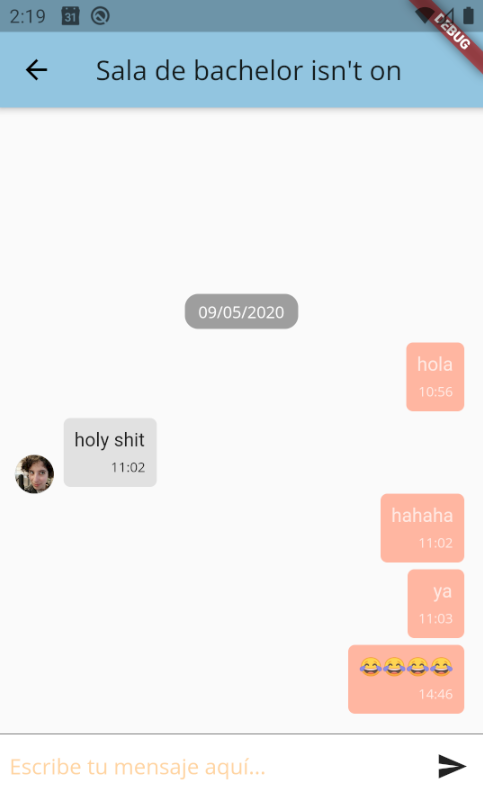 2:19
31
DEBUG
Sala de bachelor isn't on
09/05/2020
hola
10:56
holy shit
11:02
hahaha
11:02
ya
11:03
😂😂😂😂
14:46
Escribe tu mensaje aquí...